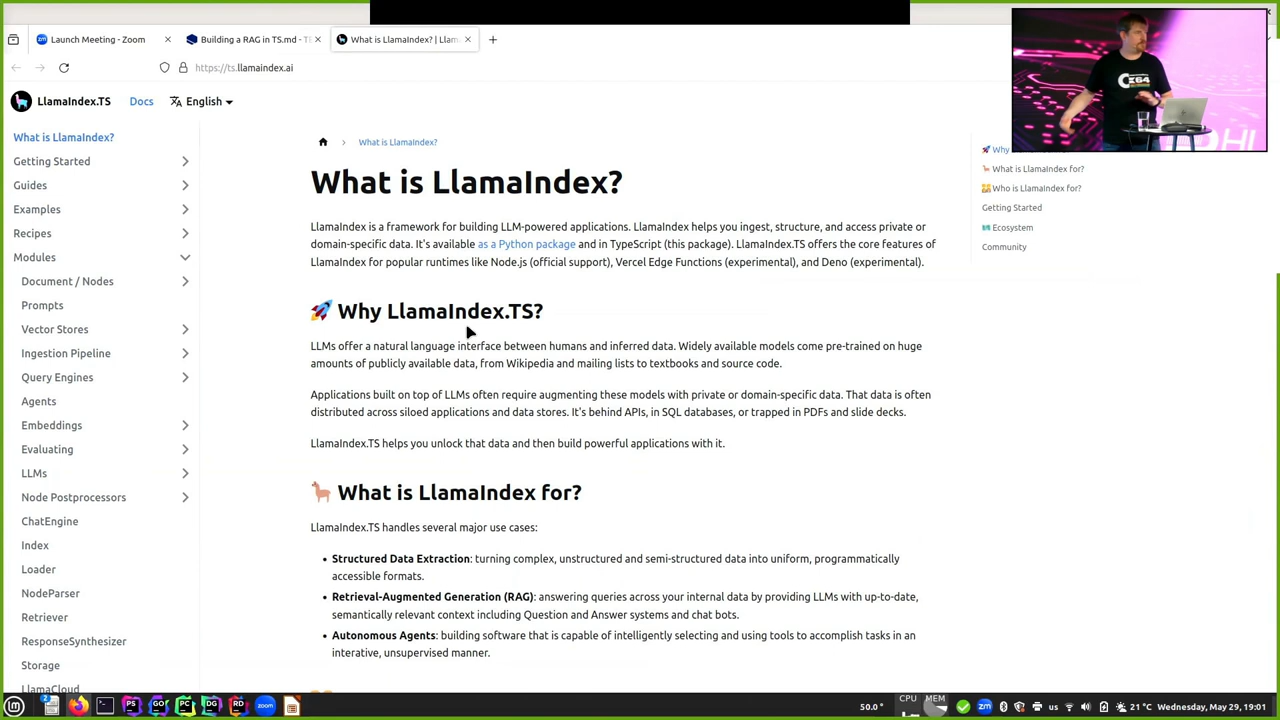 Launch Meeting - Zoom
Building a RAG in TS.md - T
What is LlamaIndex? | Llam
https://ts.llamaindex.ai
LlamaIndex.TS
Docs
English
What is LlamaIndex?
Getting Started
Guides
Examples
Recipes
Modules
Document / Nodes
Prompts
Vector Stores
Ingestion Pipeline
Query Engines
Agents
Embeddings
Evaluating
LLMs
Node Postprocessors
ChatEngine
Index
Loader
NodeParser
Retriever
ResponseSynthesizer
Storage
LlamaCloud
What is LlamaIndex?
What is LlamaIndex?
LlamaIndex is a framework for building LLM-powered applications. LlamaIndex helps you ingest, structure, and access private or
domain-specific data. It's available as a Python package and in TypeScript (this package). LlamaIndex.TS offers the core features of
LlamaIndex for popular runtimes like Node.js (official support), Vercel Edge Functions (experimental), and Deno (experimental).
🚀 Why LlamaIndex.TS?
LLMs offer a natural language interface between humans and inferred data. Widely available models come pre-trained on huge
amounts of publicly available data, from Wikipedia and mailing lists to textbooks and source code.
Applications built on top of LLMs often require augmenting these models with private or domain-specific data. That data is often
distributed across siloed applications and data stores. It's behind APIs, in SQL databases, or trapped in PDFs and slide decks.
LlamaIndex.TS helps you unlock that data and then build powerful applications with it.
🦙 What is LlamaIndex for?
LlamaIndex.TS handles several major use cases:
• Structured Data Extraction: turning complex, unstructured and semi-structured data into uniform, programmatically
accessible formats.
• Retrieval-Augmented Generation (RAG): answering queries across your internal data by providing LLMs with up-to-date,
semantically relevant context including Question and Answer systems and chat bots.
• Autonomous Agents: building software that is capable of intelligently selecting and using tools to accomplish tasks in an
interative, unsupervised manner.
🚀 Why
🦙 What is LlamaIndex for?
Who is LlamaIndex for?
Getting Started
Ecosystem
Community
64
DHI
2
PS
GO
PC
DG
RD
zoom
50.0°
CPU
MEM
zm
us
21 °C
Wednesday, May 29, 19:01